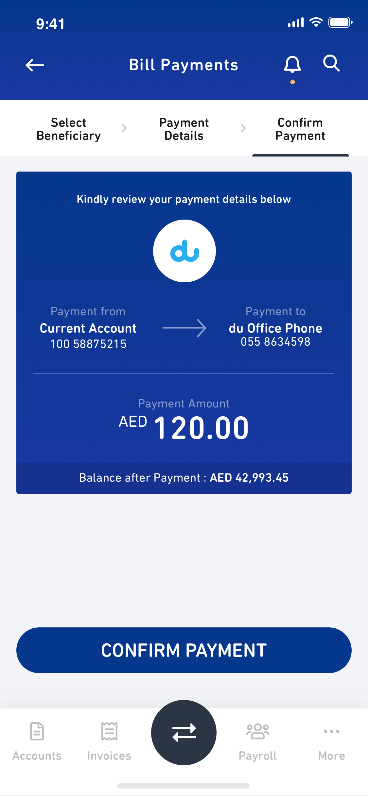 9:41
Bill Payments
Select
Beneficiary
Payment
Details
Confirm
Payment
Kindly review your payment details below
du
Payment from
Current Account
100 58875215
Payment to
du Office Phone
055 8634598
Payment Amount
AED 120.00
Balance after Payment : AED 42,993.45
CONFIRM PAYMENT
Accounts
Invoices
Payroll
More